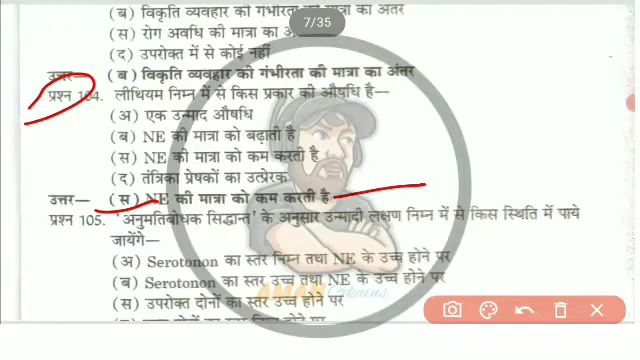 (ब) विकृति व्यवहार की गंभीरता की मात्रा का अंतर
7/35
(स) रोग अवधि की मात्रा का अ
(द) उपरोक्त में से कोई नहीं
उत्तर— (ब) विकृति व्यवहार की गंभीरता की मात्रा का अंतर
प्रश्न 104. लीथियम निम्न में से किस प्रकार की औषधि है—
(अ) एक उन्माद औषधि
(ब) NE की मात्रा को बढ़ाती है
(स) NE की मात्रा को कम करती है
(द) तंत्रिका प्रेषकों का उत्प्रेरक
उत्तर— (स) NE की मात्रा को कम करती है
प्रश्न 105. 'अनुमतिबोधक सिद्धान्त' के अनुसार उन्मादी लक्षण निम्न में से किस स्थिति में पाये
जायेंगे—
(अ) Serotonon का स्तर निम्न तथा NE के उच्च होने पर
(ब) Serotonon का स्तर उच्च तथा NE के उच्च होने पर
(स) उपरोक्त दोनों का स्तर उच्च होने पर